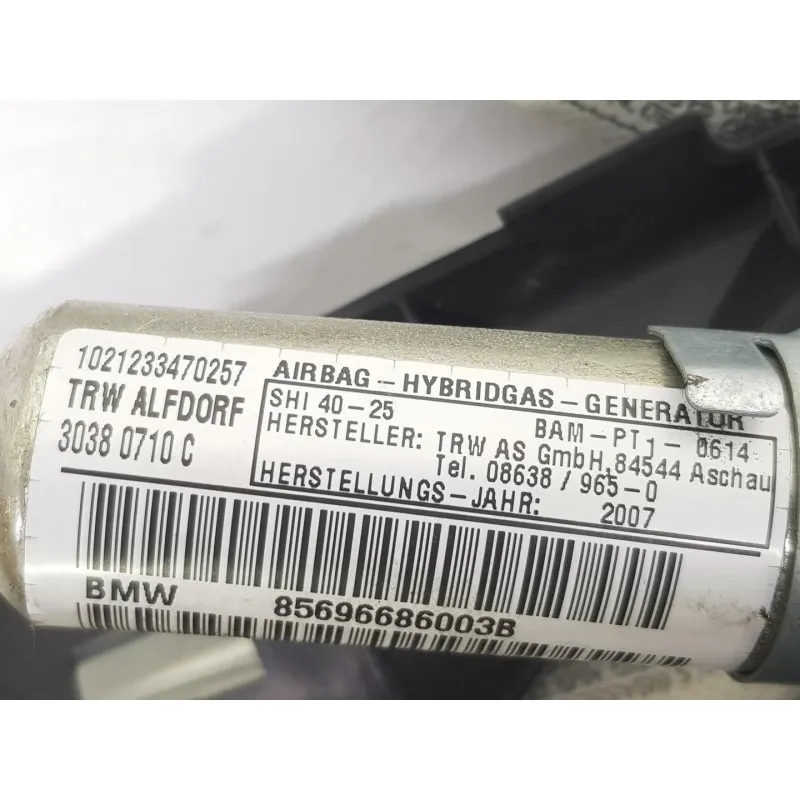 1021233470257
TRW ALFDORF
3038 0710 C
AIRBAG-HYBRIDGAS-GENERATOR
SHI 40-25 BAM-PT1-0614
HERSTELLER: TRW AS GmbH,84544 Aschau
Tel. 08638 / 965-0
HERSTELLUNGS-JAHR: 2007
BMW 85696686003B